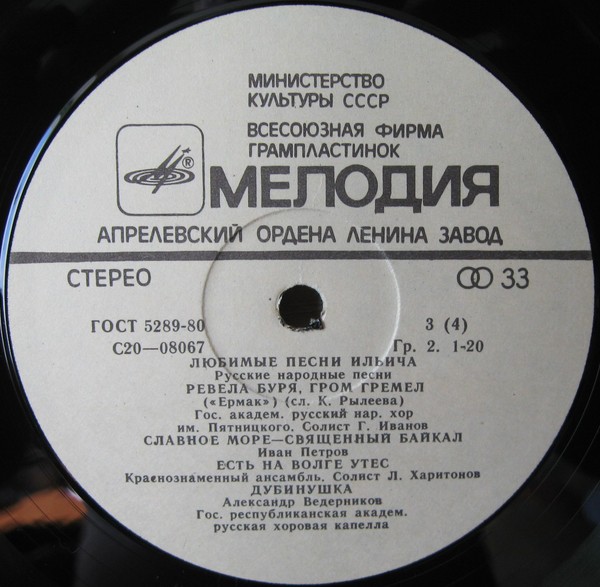 МИНИСТЕРСТВО
КУЛЬТУРЫ СССР
ВСЕСОЮЗНАЯ ФИРМА
ГРАМПЛАСТИНОК
®
МЕЛОДИЯ
АПРЕЛЕВСКИЙ ОРДЕНА ЛЕНИНА ЗАВОД
СТЕРЕО 33
ГОСТ 5289-80 3 (4)
С20—08067 Гр. 2. 1-20
ЛЮБИМЫЕ ПЕСНИ ИЛЬИЧА
Русские народные песни
РЕВЕЛА БУРЯ, ГРОМ ГРЕМЕЛ
(«Ермак») (сл. К. Рылеева)
Гос. академ. русский нар. хор
им. Пятницкого. Солист Г. Иванов
СЛАВНОЕ МОРЕ—СВЯЩЕННЫЙ БАЙКАЛ
Иван Петров
ЕСТЬ НА ВОЛГЕ УТЕС
Краснознаменный ансамбль. Солист Л. Харитонов
ДУБИНУШКА
Александр Ведерников
Гос. республиканская академ.
русская хоровая капелла